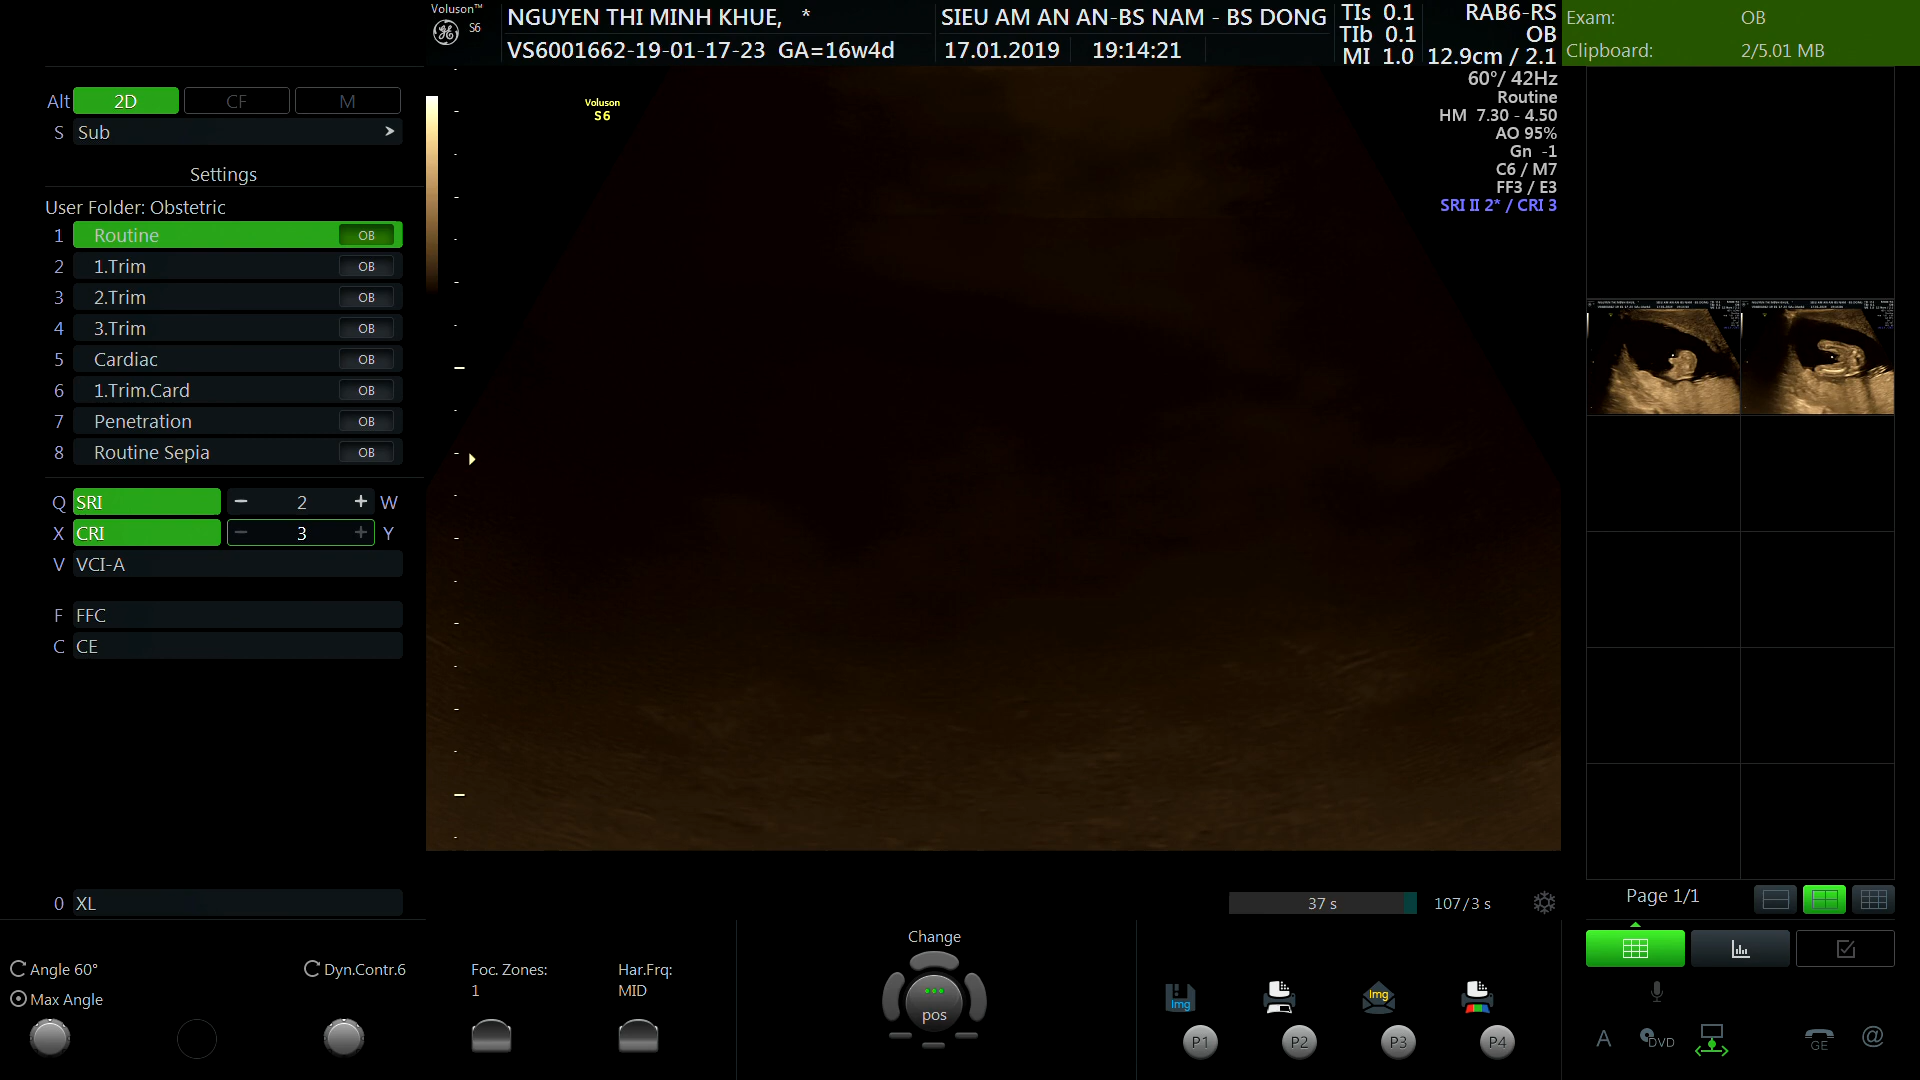 Voluson™
S6
NGUYEN THI MINH KHUE, *
VS6001662-19-01-17-23 GA=16w4d
SIEU AM AN AN-BS NAM - BS DONG
17.01.2019 19:14:21
TIs 0.1
TIb 0.1
MI 1.0
RAB6-RS
OB
12.9cm / 2.1
Exam: OB
Clipboard: 2/5.01 MB
60°/ 42Hz
Routine
HM 7.30 - 4.50
AO 95%
Gn -1
C6 / M7
FF3 / E3
SRI II 2* / CRI 3
Voluson
S6
Alt 2D CF M
S Sub >
Settings
User Folder: Obstetric
1 Routine OB
2 1.Trim OB
3 2.Trim OB
4 3.Trim OB
5 Cardiac OB
6 1.Trim.Card OB
7 Penetration OB
8 Routine Sepia OB
Q SRI - 2 + W
X CRI - 3 + Y
V VCI-A
F FFC
C CE
0 XL
37 s 107/3 s
Page 1/1
Angle 60°
Max Angle
Dyn.Contr.6
Foc. Zones:
1
Har.Frq:
MID
Change
pos
Img
Img
P1 P2 P3 P4
A DVD GE @